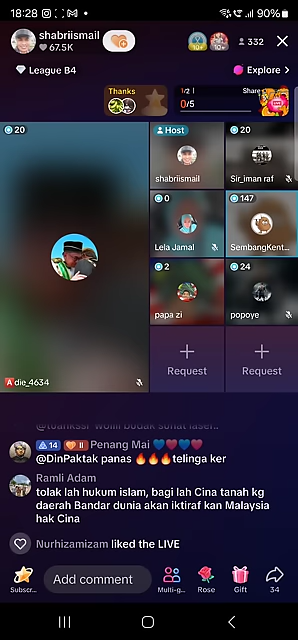 18:28
90%
shabriismail
67.5K
10+
10+
332
League B4
Explore >
Thanks
1/2
Share
0/5
20
Host
shabriismail
20
Sir_iman raf
0
Lela Jamal
147
SembangKent...
2
papa zi
24
popoye
A die_4634
+
Request
+
Request
14 II Penang Mai 💙❤️💙❤️
@DinPaktak panas 🔥🔥🔥telinga ker
Ramli Adam
tolak lah hukum islam, bagi lah Cina tanah kg
daerah Bandar dunia akan iktiraf kan Malaysia
hak Cina
Nurhizamizam liked the LIVE
Subscr...
Add comment
Multi-g...
Rose
Gift
34